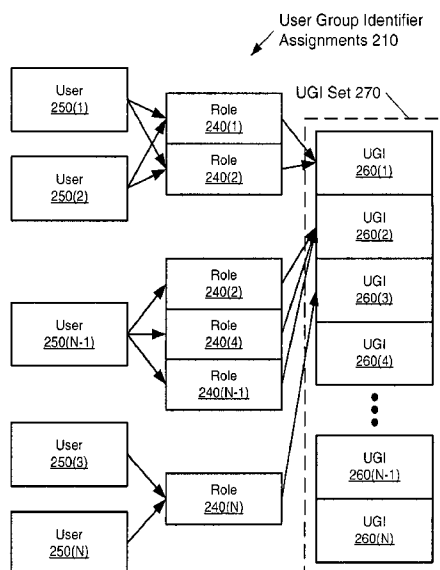 User Group Identifier
Assignments 210
UGI Set 270
User
250(1)
User
250(2)
Role
240(1)
Role
240(2)
UGI
260(1)
UGI
260(2)
UGI
260(3)
UGI
260(4)
User
250(N-1)
Role
240(2)
Role
240(4)
Role
240(N-1)
User
250(3)
User
250(N)
Role
240(N)
UGI
260(N-1)
UGI
260(N)